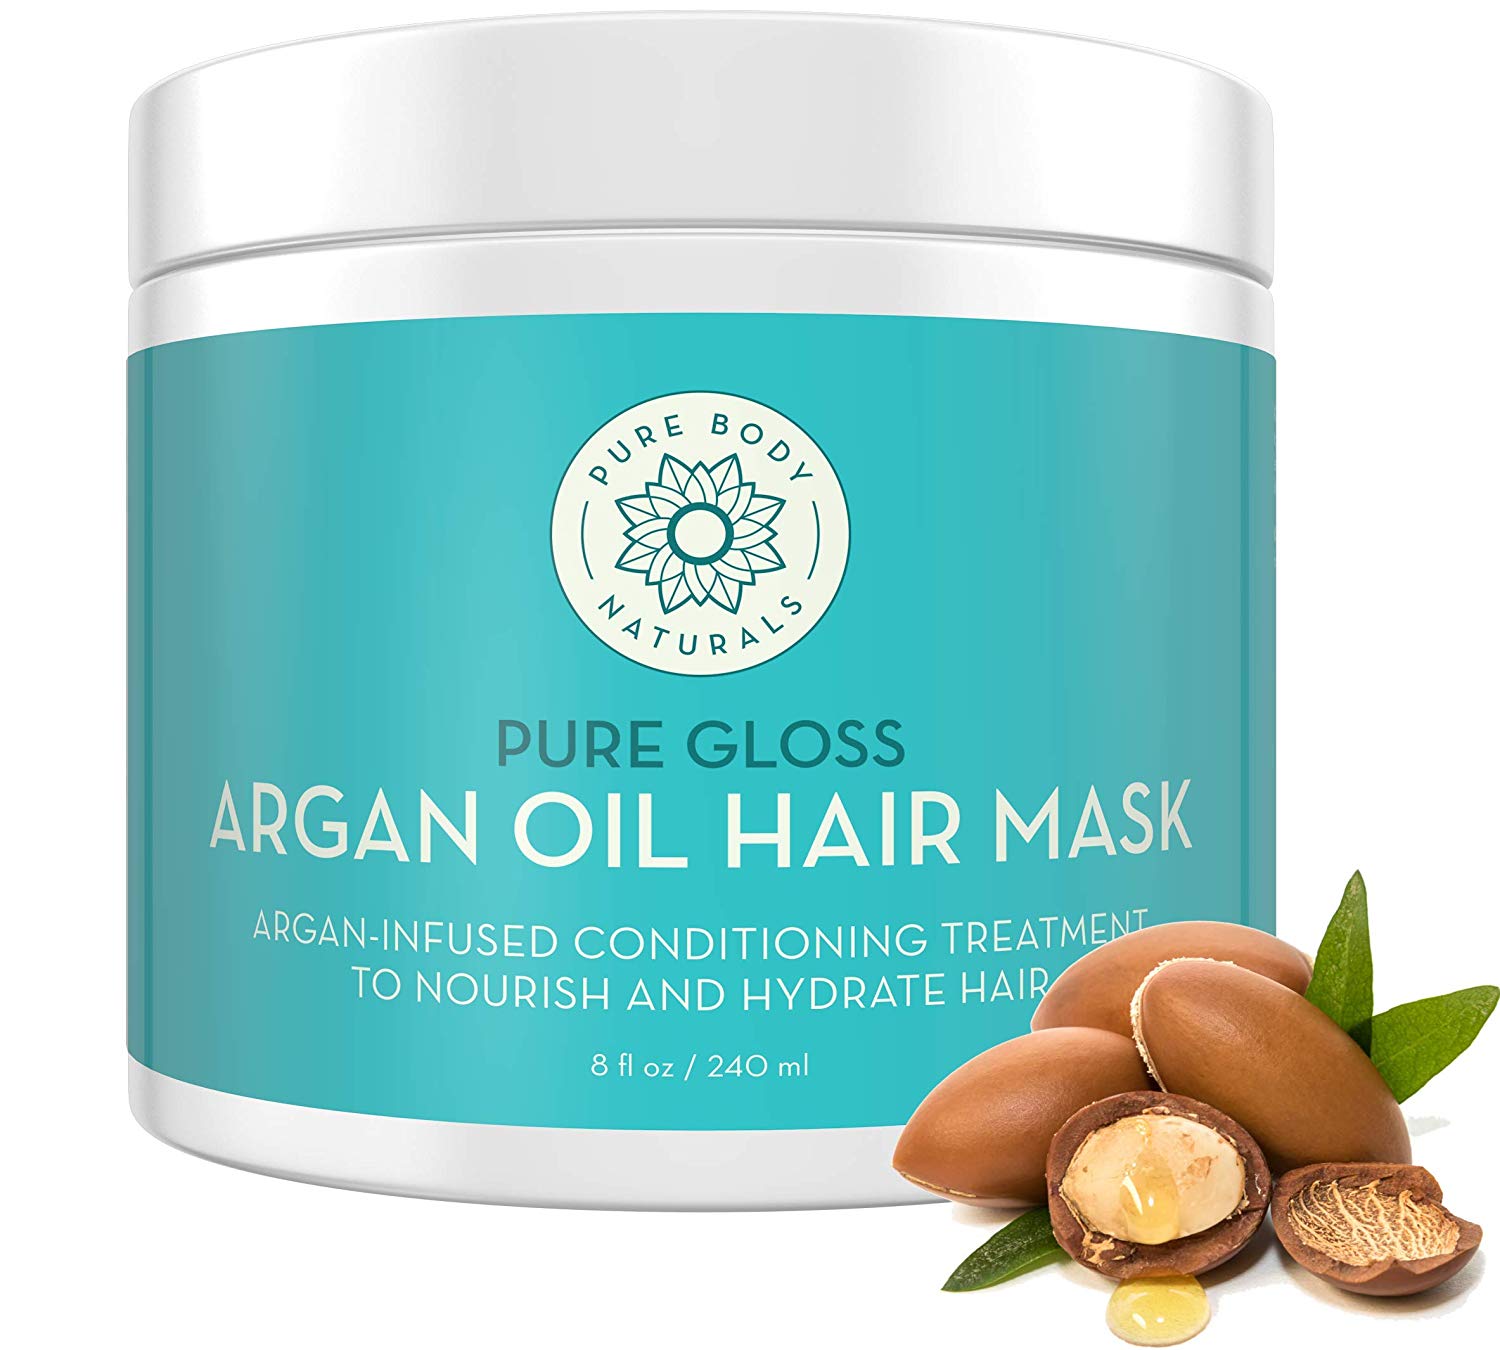 PURE BODY
NATURALS
PURE GLOSS
ARGAN OIL HAIR MASK
ARGAN-INFUSED CONDITIONING TREATMENT
TO NOURISH AND HYDRATE HAIR
8 fl oz / 240 ml